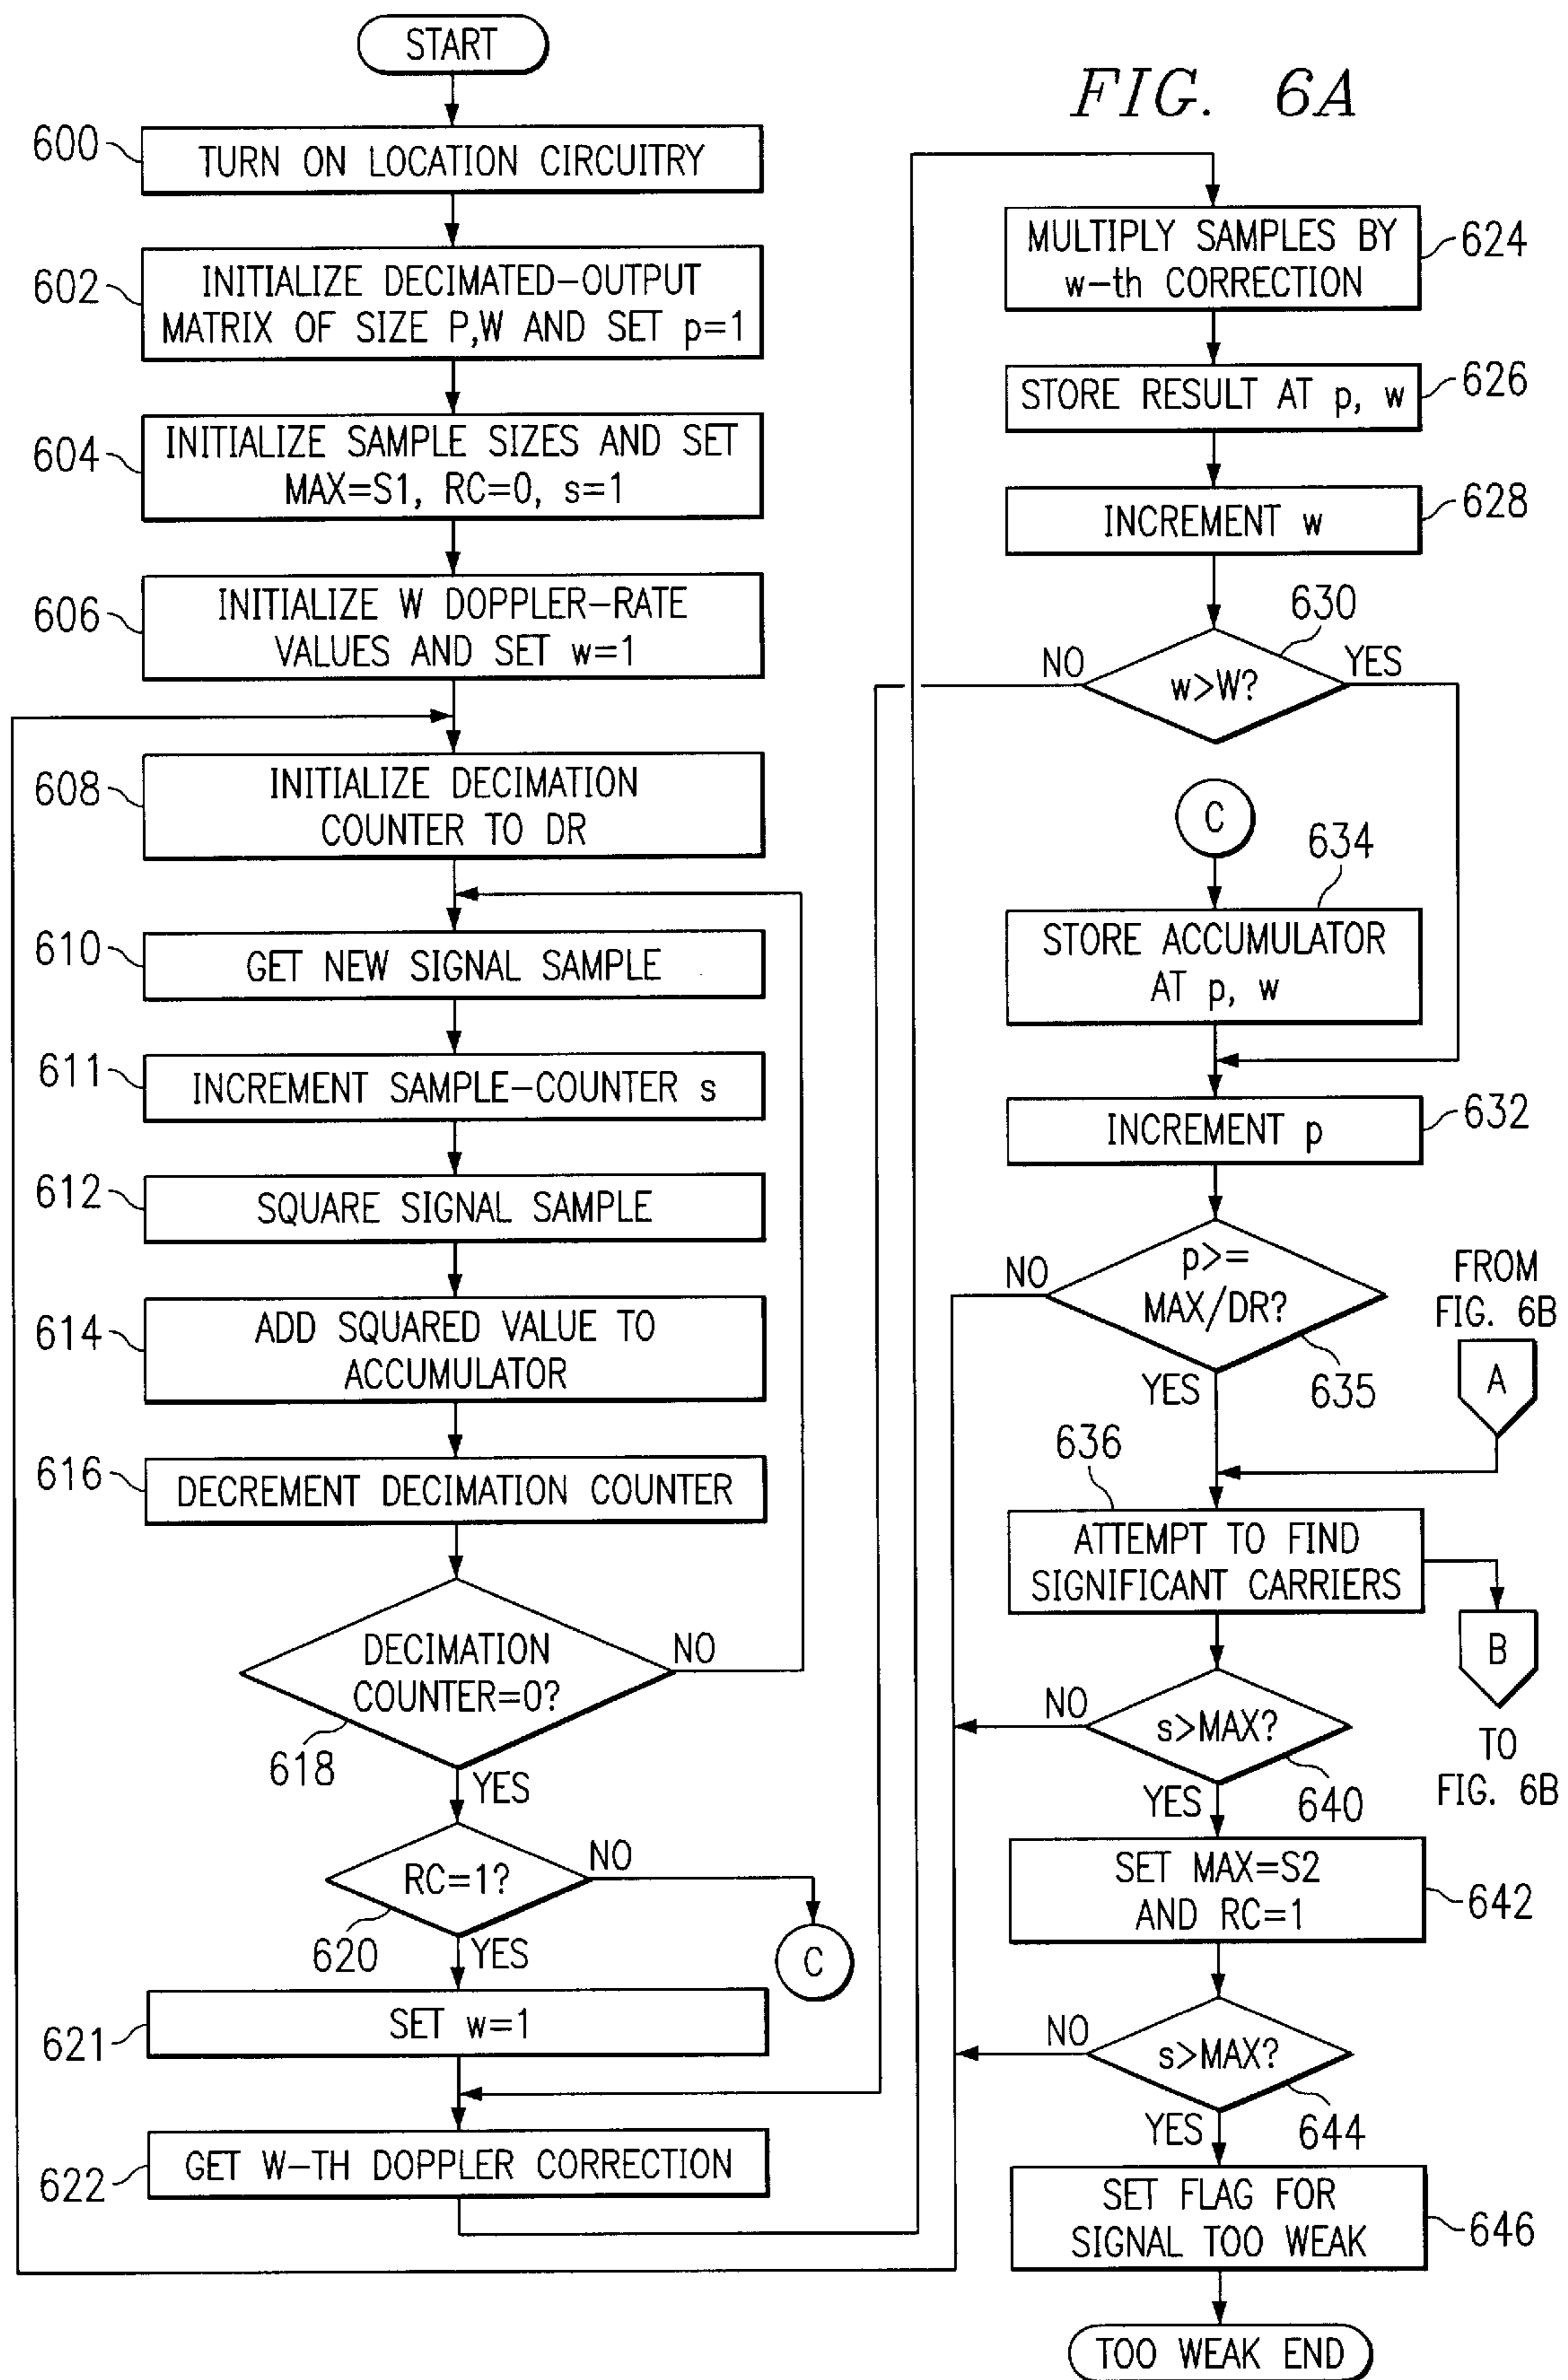 START
FIG. 6A
600
TURN ON LOCATION CIRCUITRY
602
INITIALIZE DECIMATED-OUTPUT
MATRIX OF SIZE P,W AND SET p=1
604
INITIALIZE SAMPLE SIZES AND SET
MAX=S1, RC=0, s=1
606
INITIALIZE W DOPPLER-RATE
VALUES AND SET w=1
608
INITIALIZE DECIMATION
COUNTER TO DR
610
GET NEW SIGNAL SAMPLE
611
INCREMENT SAMPLE-COUNTER s
612
SQUARE SIGNAL SAMPLE
614
ADD SQUARED VALUE TO
ACCUMULATOR
616
DECREMENT DECIMATION COUNTER
DECIMATION
COUNTER=0?
NO
618
YES
RC=1?
NO
620
YES
C
621
SET w=1
622
GET W-TH DOPPLER CORRECTION
MULTIPLY SAMPLES BY
w-th CORRECTION
624
STORE RESULT AT p, w
626
INCREMENT w
628
630
NO
w>W?
YES
C
634
STORE ACCUMULATOR
AT p, w
INCREMENT p
632
NO
p>=
MAX/DR?
YES
635
FROM
FIG. 6B
A
636
ATTEMPT TO FIND
SIGNIFICANT CARRIERS
B
TO
FIG. 6B
NO
s>MAX?
YES
640
SET MAX=S2
AND RC=1
642
NO
s>MAX?
YES
644
SET FLAG FOR
SIGNAL TOO WEAK
646
TOO WEAK END